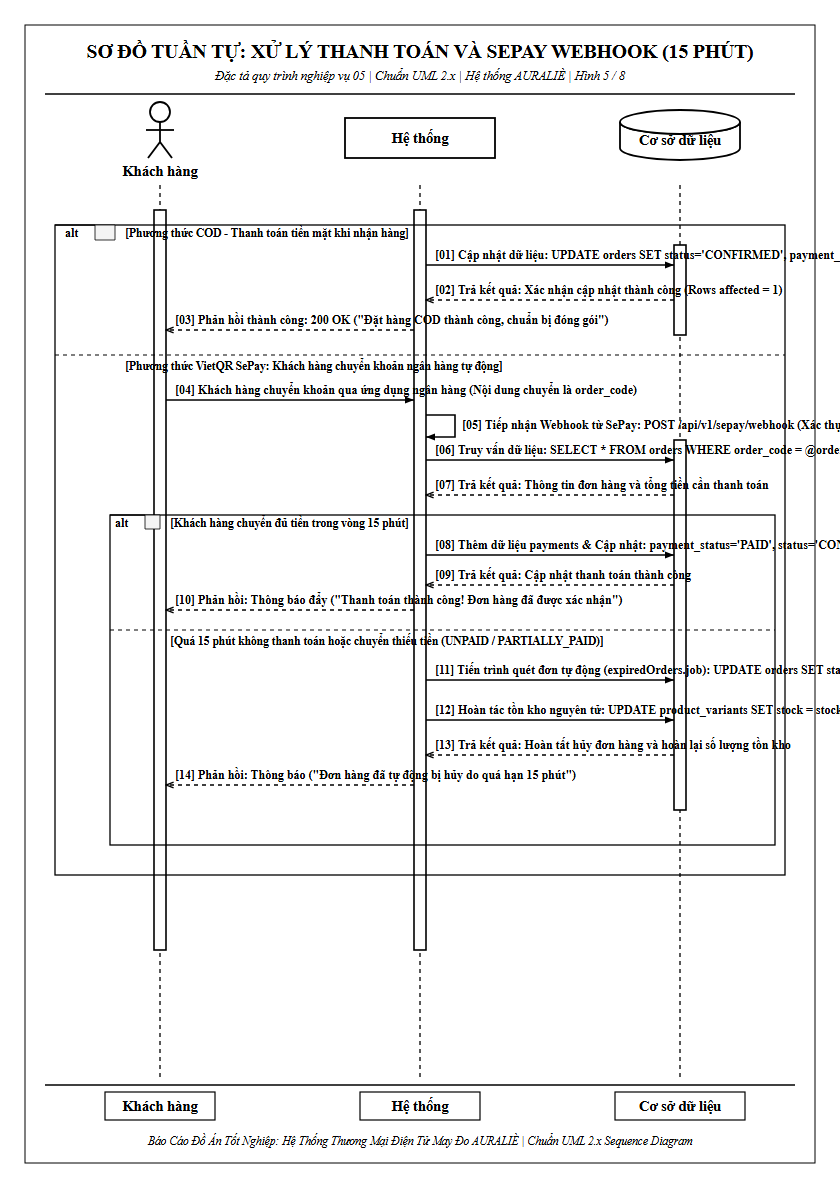 SƠ ĐỒ TUẦN TỰ: XỬ LÝ THANH TOÁN VÀ SEPAY WEBHOOK (15 PHÚT)
Đặc tả quy trình nghiệp vụ 05 | Chuẩn UML 2.x | Hệ thống AURALIÈ | Hình 5 / 8
Khách hàng
Hệ thống
Cơ sở dữ liệu
alt
[Phương thức COD - Thanh toán tiền mặt khi nhận hàng]
[01] Cập nhật dữ liệu: UPDATE orders SET status='CONFIRMED', payment_
[02] Trả kết quả: Xác nhận cập nhật thành công (Rows affected = 1)
[03] Phản hồi thành công: 200 OK ("Đặt hàng COD thành công, chuẩn bị đóng gói")
[Phương thức VietQR SePay: Khách hàng chuyển khoản ngân hàng tự động]
[04] Khách hàng chuyển khoản qua ứng dụng ngân hàng (Nội dung chuyển là order_code)
[05] Tiếp nhận Webhook từ SePay: POST /api/v1/sepay/webhook (Xác thự
[06] Truy vấn dữ liệu: SELECT * FROM orders WHERE order_code = @orde
[07] Trả kết quả: Thông tin đơn hàng và tổng tiền cần thanh toán
alt
[Khách hàng chuyển đủ tiền trong vòng 15 phút]
[08] Thêm dữ liệu payments & Cập nhật: payment_status='PAID', status='CON
[09] Trả kết quả: Cập nhật thanh toán thành công
[10] Phản hồi: Thông báo đẩy ("Thanh toán thành công! Đơn hàng đã được xác nhận")
[Quá 15 phút không thanh toán hoặc chuyển thiếu tiền (UNPAID / PARTIALLY_PAID)]
[11] Tiến trình quét đơn tự động (expiredOrders.job): UPDATE orders SET sta
[12] Hoàn tác tồn kho nguyên tử: UPDATE product_variants SET stock = stock
[13] Trả kết quả: Hoàn tất hủy đơn hàng và hoàn lại số lượng tồn kho
[14] Phản hồi: Thông báo ("Đơn hàng đã tự động bị hủy do quá hạn 15 phút")
Khách hàng
Hệ thống
Cơ sở dữ liệu
Báo Cáo Đồ Án Tốt Nghiệp: Hệ Thống Thương Mại Điện Tử May Đo AURALIÈ | Chuẩn UML 2.x Sequence Diagram